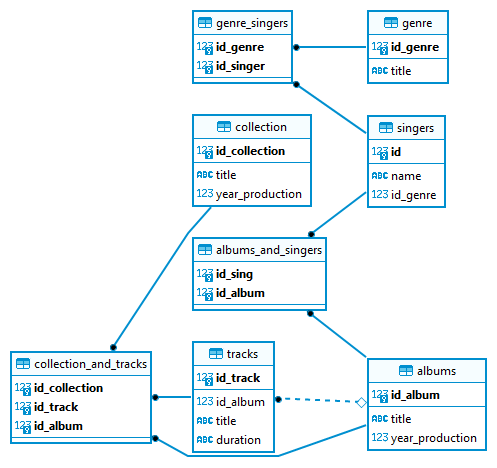 genre_singers
123 id_genre
123 id_singer
genre
123 id_genre
ABC title
collection
123 id_collection
ABC title
123 year_production
singers
123 id
ABC name
123 id_genre
albums_and_singers
123 id_sing
123 id_album
collection_and_tracks
123 id_collection
123 id_track
123 id_album
tracks
123 id_track
123 id_album
ABC title
ABC duration
albums
123 id_album
ABC title
123 year_production